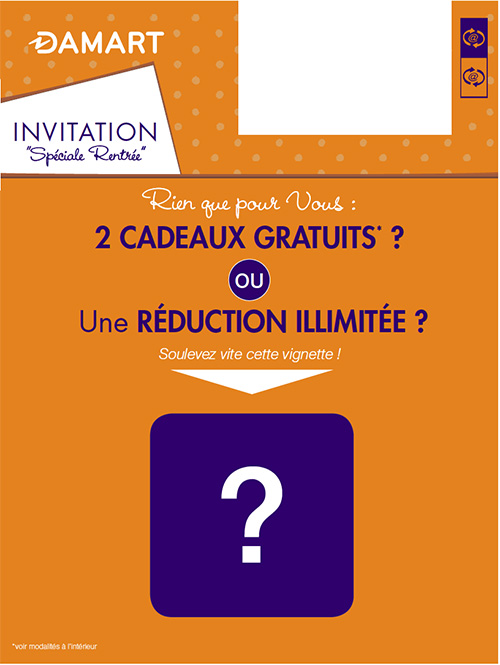 DAMART
INVITATION
"Spéciale Rentrée"
Rien que pour Vous :
2 CADEAUX GRATUITS* ?
OU
Une RÉDUCTION ILLIMITÉE ?
Soulevez vite cette vignette !
?
*voir modalités à l'intérieur
@
@